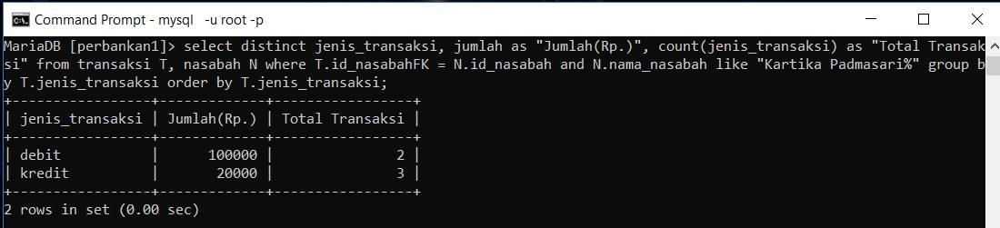 Command Prompt - mysql  -u root -p
MariaDB [perbankan1]> select distinct jenis_transaksi, jumlah as "Jumlah(Rp.)", count(jenis_transaksi) as "Total Transak
si" from transaksi T, nasabah N where T.id_nasabahFK = N.id_nasabah and N.nama_nasabah like "Kartika Padmasari%" group b
y T.jenis_transaksi order by T.jenis_transaksi;
+-----------------+-------------+-----------------+
| jenis_transaksi | Jumlah(Rp.) | Total Transaksi |
+-----------------+-------------+-----------------+
| debit           |      100000 |               2 |
| kredit          |       20000 |               3 |
+-----------------+-------------+-----------------+
2 rows in set (0.00 sec)